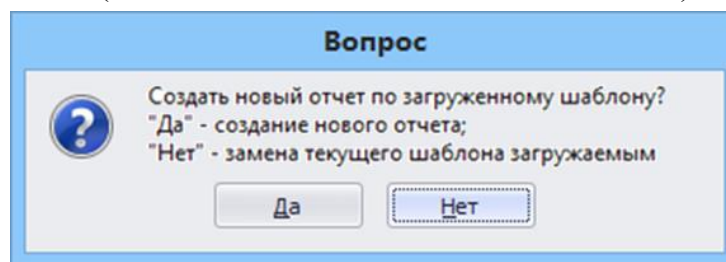 Вопрос
Создать новый отчет по загруженному шаблону?
"Да" - создание нового отчета;
"Нет" - замена текущего шаблона загружаемым
Да
Нет